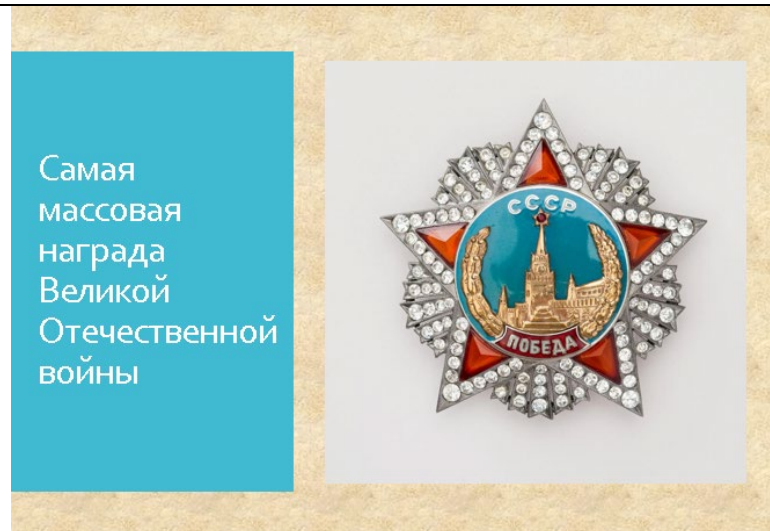 Самая
массовая
награда
Великой
Отечественной
войны
СССР
ПОБЕДА